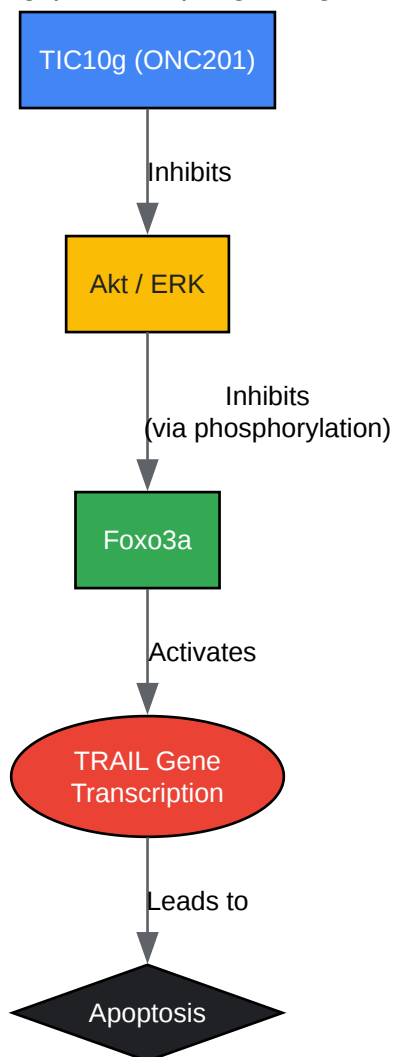 TIC10g (ONC201)
Inhibits
Akt / ERK
Inhibits
(via phosphorylation)
Foxo3a
Activates
TRAIL Gene
Transcription
Leads to
Apoptosis